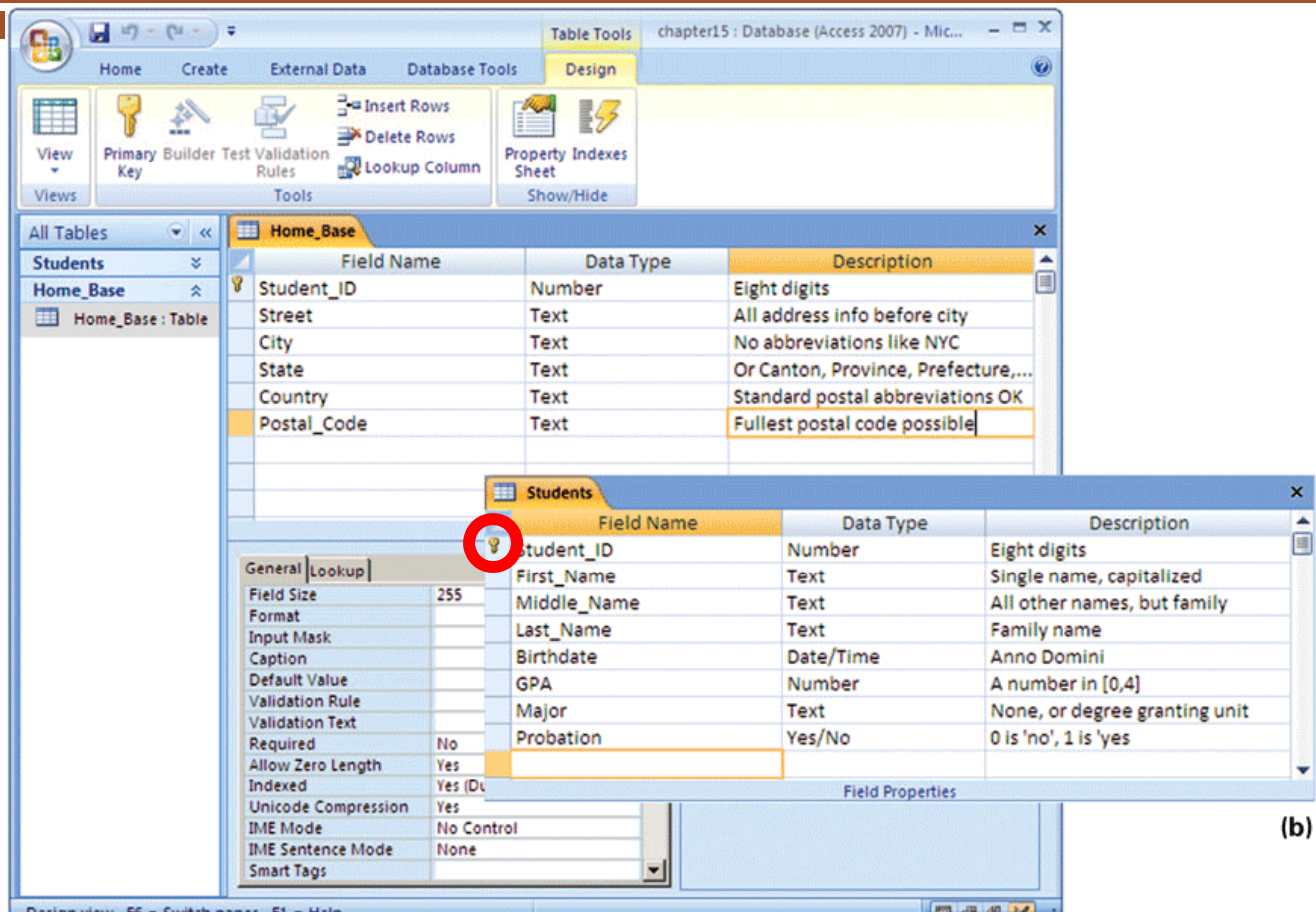 Table Tools chapter15 : Database (Access 2007) - Mic...
Home Create External Data Database Tools Design
View
Primary Key
Builder
Test Validation Rules
Insert Rows
Delete Rows
Lookup Column
Property Sheet
Indexes
Views Tools Show/Hide
All Tables
Students
Home_Base
Home_Base : Table
Home_Base
Field Name Data Type Description
Student_ID Number Eight digits
Street Text All address info before city
City Text No abbreviations like NYC
State Text Or Canton, Province, Prefecture,...
Country Text Standard postal abbreviations OK
Postal_Code Text Fullest postal code possible
Students
Field Name Data Type Description
Student_ID Number Eight digits
First_Name Text Single name, capitalized
Middle_Name Text All other names, but family
Last_Name Text Family name
Birthdate Date/Time Anno Domini
GPA Number A number in [0,4]
Major Text None, or degree granting unit
Probation Yes/No 0 is 'no', 1 is 'yes
Field Properties
General Lookup
Field Size 255
Format
Input Mask
Caption
Default Value
Validation Rule
Validation Text
Required No
Allow Zero Length Yes
Indexed Yes (Du
Unicode Compression Yes
IME Mode No Control
IME Sentence Mode None
Smart Tags
(b)
Design view. F6 = Switch panes. F1 = Help.